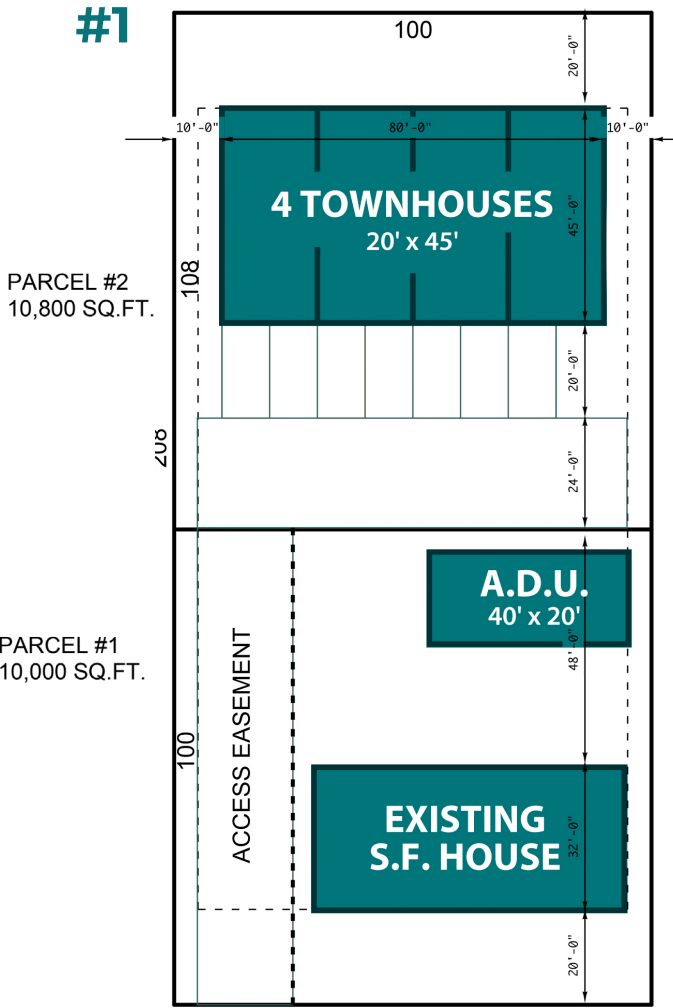 #1
100
20'-0"
10'-0"
80'-0"
10'-0"
4 TOWNHOUSES
20' x 45'
45'-0"
PARCEL #2
10,800 SQ.FT.
108
20'-0"
208
24'-0"
A.D.U.
40' x 20'
48'-0"
PARCEL #1
10,000 SQ.FT.
ACCESS EASEMENT
100
EXISTING
S.F. HOUSE
32'-0"
20'-0"